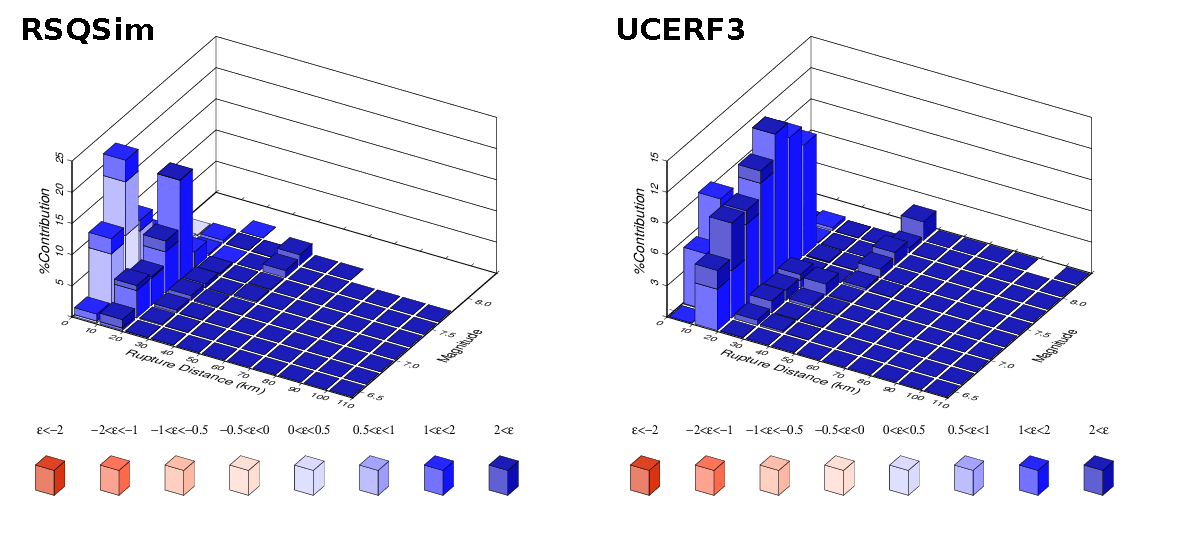 RSQSim
%Contribution
25
20
15
10
5
0
10
20
30
40
50
60
70
80
90
100
110
Rupture Distance (km)
6.5
7.0
7.5
8.0
Magnitude
ε<−2
−2<ε<−1
−1<ε<−0.5
−0.5<ε<0
0<ε<0.5
0.5<ε<1
1<ε<2
2<ε
UCERF3
%Contribution
15
12
9
6
3
0
10
20
30
40
50
60
70
80
90
100
110
Rupture Distance (km)
6.5
7.0
7.5
8.0
Magnitude
ε<−2
−2<ε<−1
−1<ε<−0.5
−0.5<ε<0
0<ε<0.5
0.5<ε<1
1<ε<2
2<ε